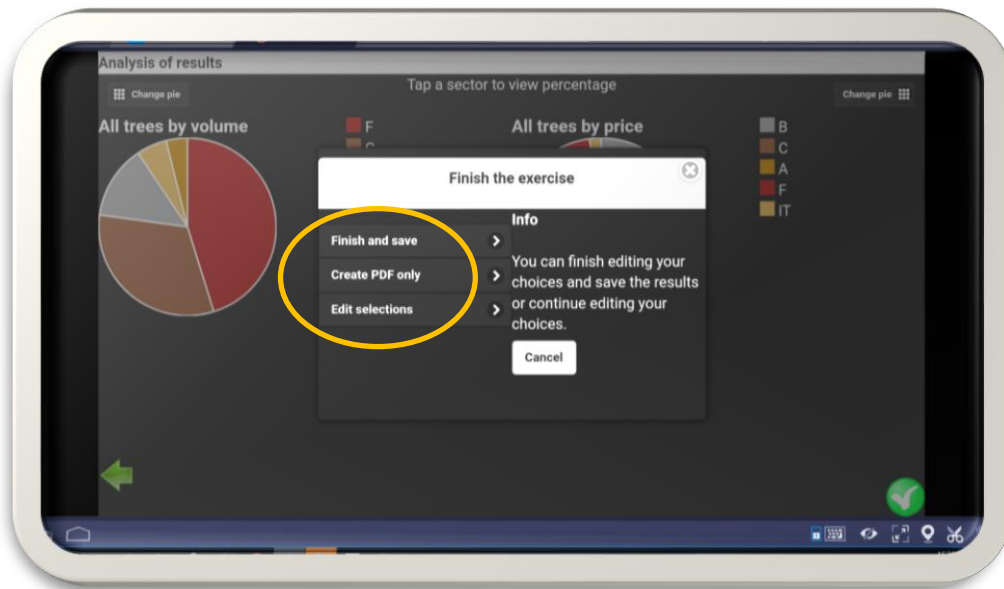 Analysis of results
Tap a sector to view percentage
Change pie
Change pie
All trees by volume
F
All trees by price
B
C
A
F
IT
Finish the exercise
Finish and save
Create PDF only
Edit selections
Info
You can finish editing your
choices and save the results
or continue editing your
choices.
Cancel